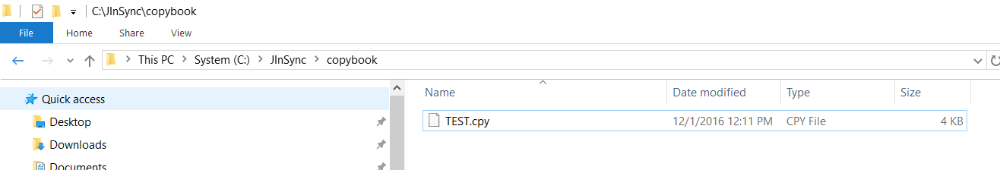 C:\JInSync\copybook
File Home Share View
This PC System (C:) JInSync copybook
Quick access
Desktop
Downloads
Documents
Name Date modified Type Size
TEST.cpy 12/1/2016 12:11 PM CPY File 4 KB